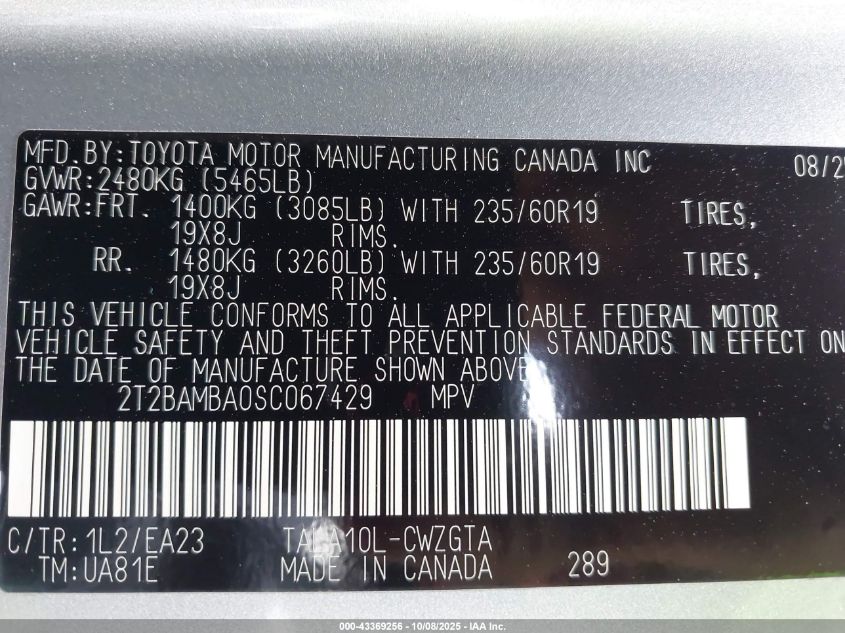 MFD.BY:TOYOTA MOTOR MANUFACTURING CANADA INC 08/2
GVWR:2480KG (5465LB)
GAWR:FRT. 1400KG (3085LB) WITH 235/60R19 TIRES,
19X8J RIMS.
RR. 1480KG (3260LB) WITH 235/60R19 TIRES,
19X8J RIMS.
THIS VEHICLE CONFORMS TO ALL APPLICABLE FEDERAL MOTOR
VEHICLE SAFETY AND THEFT PREVENTION STANDARDS IN EFFECT ON
THE DATE OF MANUFACTURE SHOWN ABOVE.
2T2BAMBA0SC067429 MPV
C/TR:1L2/EA23 -CWZGTA
TM:UA81E MADE IN CANADA 289
000-43369256 - 10/08/2025 - IAA Inc.